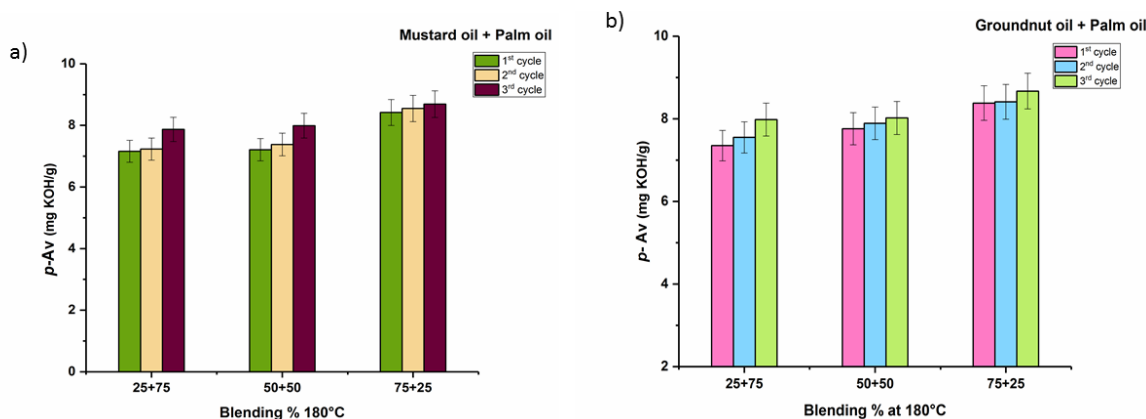 a)
Mustard oil + Palm oil
1st cycle
2nd cycle
3rd cycle
10
8
6
4
2
0
p-Av (mg KOH/g)
25+75 50+50 75+25
Blending % 180°C
b)
Groundnut oil + Palm oil
1st cycle
2nd cycle
3rd cycle
10
8
6
4
2
p- Av (mg KOH/g)
25+75 50+50 75+25
Blending % at 180°C